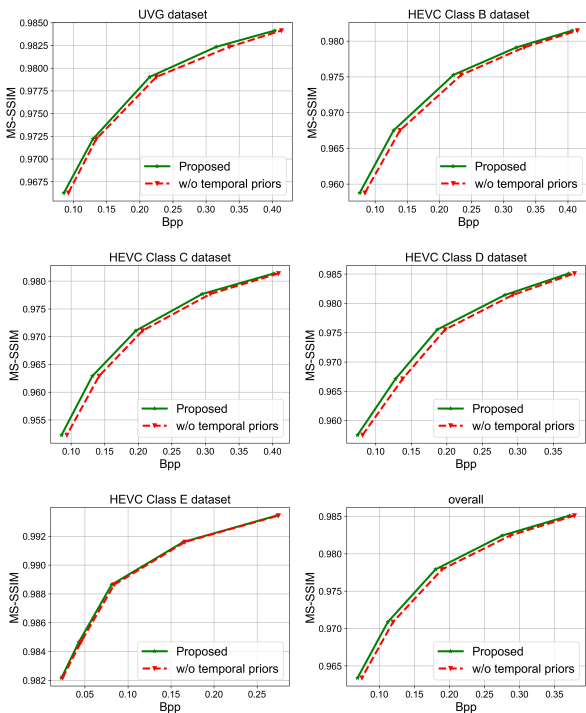 UVG dataset
0.9850
0.9825
0.9800
0.9775
0.9750
0.9725
0.9700
0.9675
MS-SSIM
Proposed
w/o temporal priors
0.10 0.15 0.20 0.25 0.30 0.35 0.40
Bpp
HEVC Class B dataset
0.980
0.975
0.970
0.965
0.960
MS-SSIM
Proposed
w/o temporal priors
0.10 0.15 0.20 0.25 0.30 0.35 0.40
Bpp
HEVC Class C dataset
0.980
0.975
0.970
0.965
0.960
0.955
MS-SSIM
Proposed
w/o temporal priors
0.10 0.15 0.20 0.25 0.30 0.35 0.40
Bpp
HEVC Class D dataset
0.985
0.980
0.975
0.970
0.965
0.960
MS-SSIM
Proposed
w/o temporal priors
0.10 0.15 0.20 0.25 0.30 0.35
Bpp
HEVC Class E dataset
0.992
0.990
0.988
0.986
0.984
0.982
MS-SSIM
Proposed
w/o temporal priors
0.05 0.10 0.15 0.20 0.25
Bpp
overall
0.985
0.980
0.975
0.970
0.965
MS-SSIM
Proposed
w/o temporal priors
0.10 0.15 0.20 0.25 0.30 0.35
Bpp